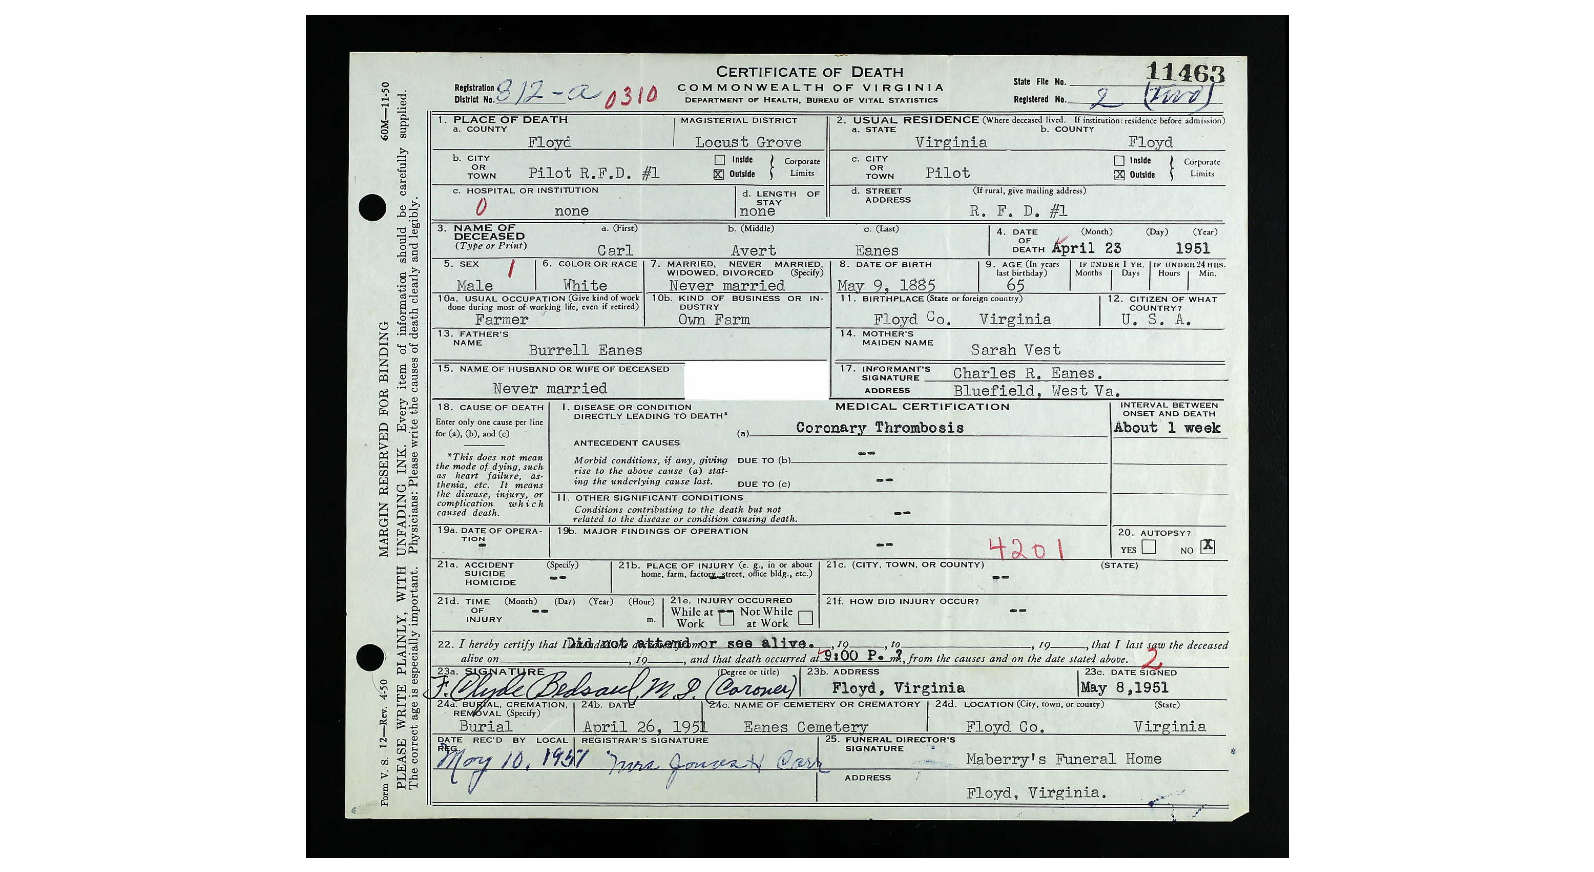 CERTIFICATE OF DEATH
COMMONWEALTH OF VIRGINIA
DEPARTMENT OF HEALTH, BUREAU OF VITAL STATISTICS
Registration District No. 812-a 0310
State File No. 11463
Registered No. 2 (Two)
1. PLACE OF DEATH
a. COUNTY Floyd
MAGISTERIAL DISTRICT Locust Grove
b. CITY OR TOWN Pilot R.F.D. #1
☐ Inside ☒ Outside Corporate Limits
c. HOSPITAL OR INSTITUTION 0 none
d. LENGTH OF STAY none
2. USUAL RESIDENCE (Where deceased lived. If institution: residence before admission)
a. STATE Virginia
b. COUNTY Floyd
c. CITY OR TOWN Pilot
☐ Inside ☒ Outside Corporate Limits
d. STREET ADDRESS (If rural, give mailing address) R. F. D. #1
3. NAME OF DECEASED (Type or Print)
a. (First) Carl
b. (Middle) Avert
c. (Last) Eanes
4. DATE OF DEATH (Month) (Day) (Year) April 23 1951
5. SEX 1 Male
6. COLOR OR RACE White
7. MARRIED, NEVER MARRIED, WIDOWED, DIVORCED (Specify) Never married
8. DATE OF BIRTH May 9, 1885
9. AGE (In years last birthday) 65
IF UNDER 1 YR. Months Days
IF UNDER 24 HRS. Hours Min.
10a. USUAL OCCUPATION (Give kind of work done during most of working life, even if retired) Farmer
10b. KIND OF BUSINESS OR INDUSTRY Own Farm
11. BIRTHPLACE (State or foreign country) Floyd Co. Virginia
12. CITIZEN OF WHAT COUNTRY? U. S. A.
13. FATHER'S NAME Burrell Eanes
14. MOTHER'S MAIDEN NAME Sarah Vest
15. NAME OF HUSBAND OR WIFE OF DECEASED Never married
17. INFORMANT'S SIGNATURE Charles R. Eanes.
ADDRESS Bluefield, West Va.
18. CAUSE OF DEATH
Enter only one cause per line for (a), (b), and (c)
*This does not mean the mode of dying, such as heart failure, asthenia, etc. It means the disease, injury, or complication which caused death.
MEDICAL CERTIFICATION
INTERVAL BETWEEN ONSET AND DEATH
I. DISEASE OR CONDITION DIRECTLY LEADING TO DEATH*
(a) Coronary Thrombosis
About 1 week
ANTECEDENT CAUSES
Morbid conditions, if any, giving rise to the above cause (a) stating the underlying cause last.
DUE TO (b) --
DUE TO (c) --
II. OTHER SIGNIFICANT CONDITIONS
Conditions contributing to the death but not related to the disease or condition causing death. --
19a. DATE OF OPERATION -
19b. MAJOR FINDINGS OF OPERATION --
4201
20. AUTOPSY? YES ☐ NO ☒
21a. ACCIDENT SUICIDE HOMICIDE (Specify) --
21b. PLACE OF INJURY (e. g., in or about home, farm, factory, street, office bldg., etc.) --
21c. (CITY, TOWN, OR COUNTY) (STATE) --
21d. TIME OF INJURY (Month) (Day) (Year) (Hour) m. --
21e. INJURY OCCURRED While at Work ☐ Not While at Work ☐ --
21f. HOW DID INJURY OCCUR? --
22. I hereby certify that I Did not attend or see alive. , 19 , to , 19 , that I last saw the deceased
alive on , 19 , and that death occurred at 9:00 P. m., from the causes and on the date stated above. 2
23a. SIGNATURE (Degree or title) F. Clyde Bedsaul, M.D. (Coroner)
23b. ADDRESS Floyd, Virginia
23c. DATE SIGNED May 8, 1951
24a. BURIAL, CREMATION, REMOVAL (Specify) Burial
24b. DATE April 26, 1951
24c. NAME OF CEMETERY OR CREMATORY Eanes Cemetery
24d. LOCATION (City, town, or county) (State) Floyd Co. Virginia
DATE REC'D BY LOCAL REG. May 10, 1951
REGISTRAR'S SIGNATURE Mrs
25. FUNERAL DIRECTOR'S SIGNATURE Maberry's Funeral Home
ADDRESS Floyd, Virginia.
Form V. S. 12—Rev. 4-50 MARGIN RESERVED FOR BINDING 60M—11-50
PLEASE WRITE PLAINLY, WITH UNFADING INK. Every item of information should be carefully supplied.
The correct age is especially important. Physicians: Please write the causes of death clearly and legibly.